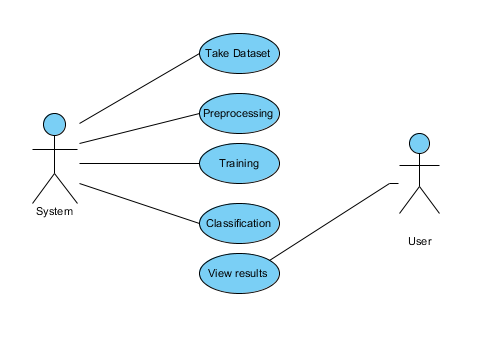 Take Dataset
Preprocessing
Training
System
Classification
User
View results